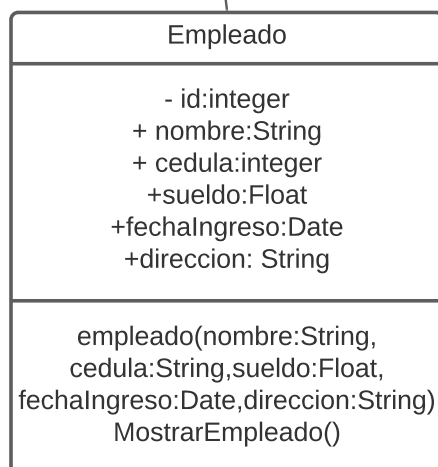 Empleado
- id:integer
+ nombre:String
+ cedula:integer
+sueldo:Float
+fechaIngreso:Date
+direccion: String
empleado(nombre:String,
cedula:String,sueldo:Float,
fechaIngreso:Date,direccion:String)
MostrarEmpleado()